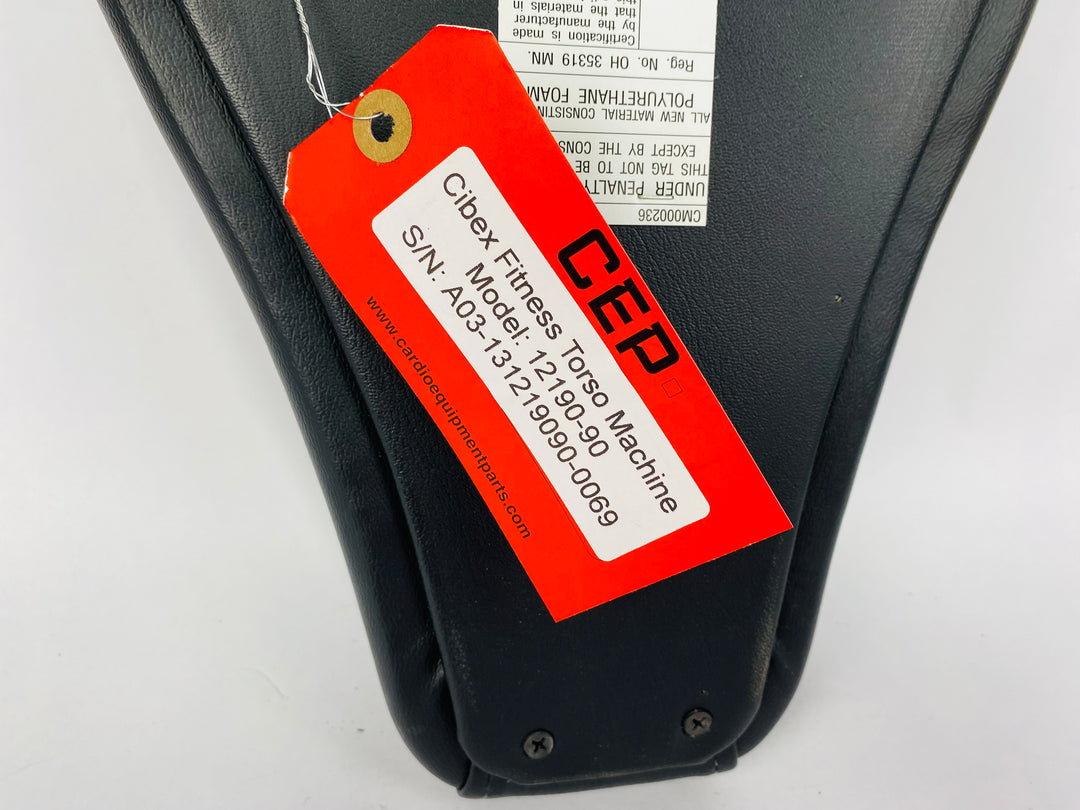 CEP
Cibex Fitness Torso Machine
Model: 12190-90
S/N: A03-131219090-0069
www.cardioequipmentparts.com
CM000236
UNDER PENALTY
THIS TAG NOT TO BE
EXCEPT BY THE CONS
ALL NEW MATERIAL CONSISTIN
POLYURETHANE FOAM
Reg. No. OH 35319 MN.
Certification is made
by the manufacturer
that the materials in